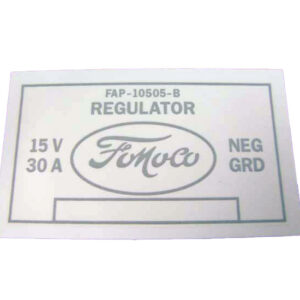 FAP-10505-B
REGULATOR
15 V
30 A
FoMoCo
NEG
GRD